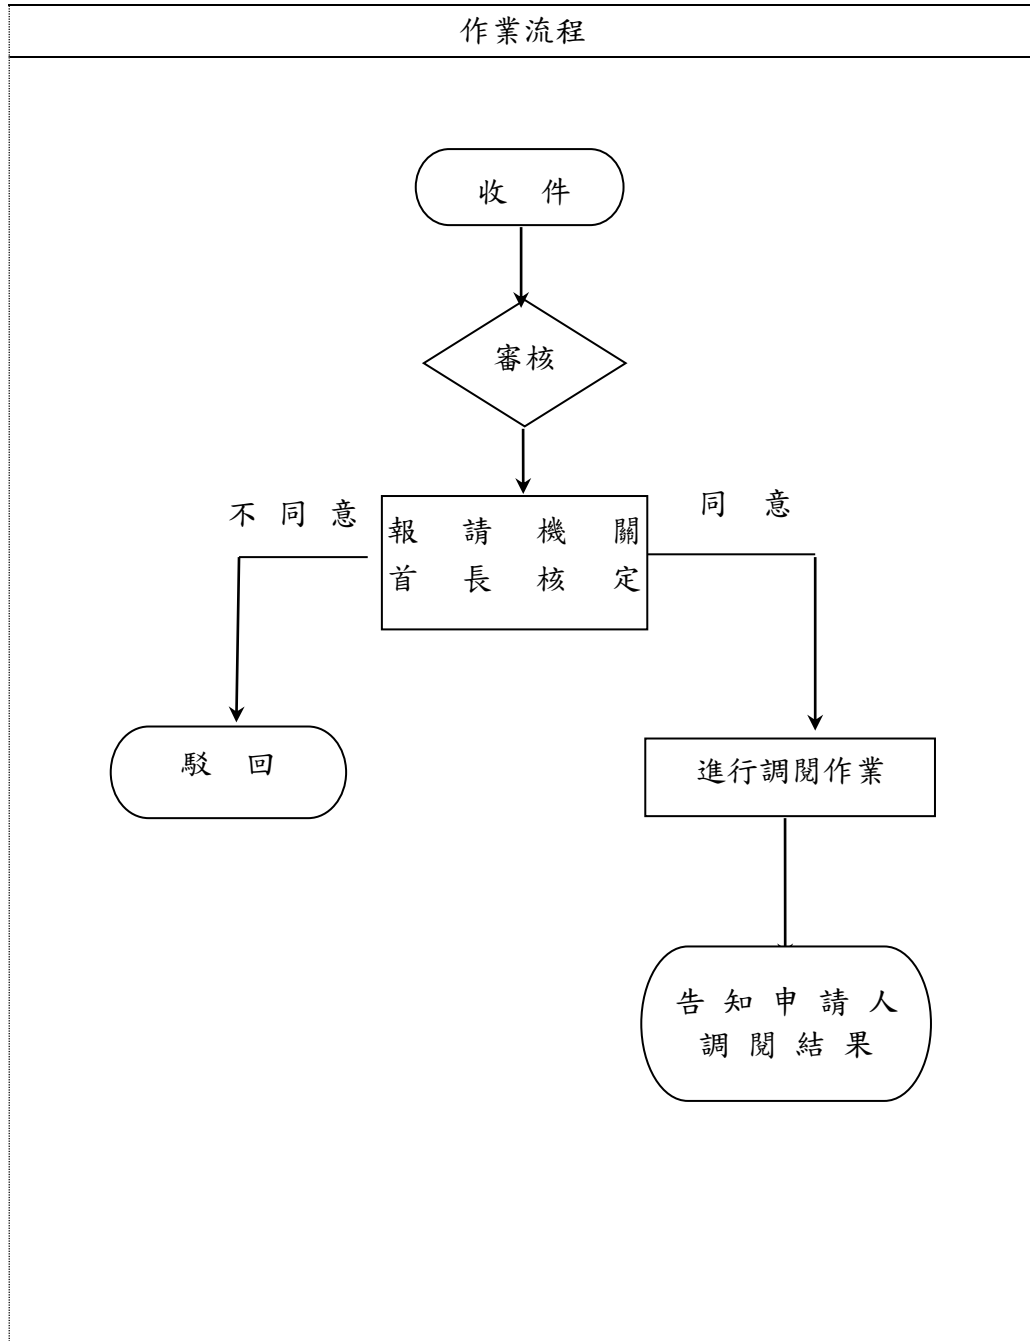 作業流程
收 件
審核
不 同 意
同 意
報 請 機 關
首 長 核 定
駁 回
進行調閱作業
告 知 申 請 人
調 閱 結 果